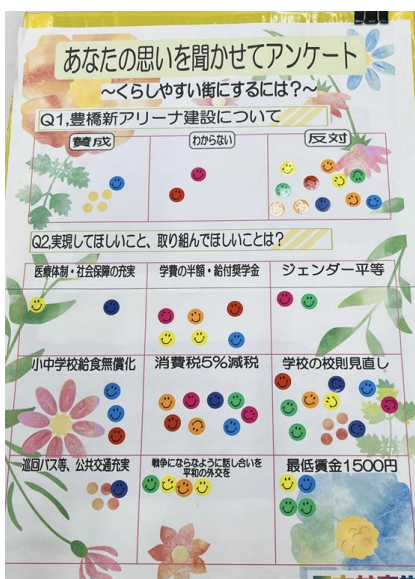 あなたの思いを聞かせてアンケート
～くらしやすい街にするには？～
Q1,豊橋新アリーナ建設について
賛成
わからない
反対
Q2,実現してほしいこと、取り組んでほしいことは？
医療体制・社会保障の充実
学費の半額・給付奨学金
ジェンダー平等
小中学校給食無償化
消費税5％減税
学校の校則見直し
巡回バス等、公共交通充実
戦争にならなように話し合いを
平和の外交を
最低賃金1500円